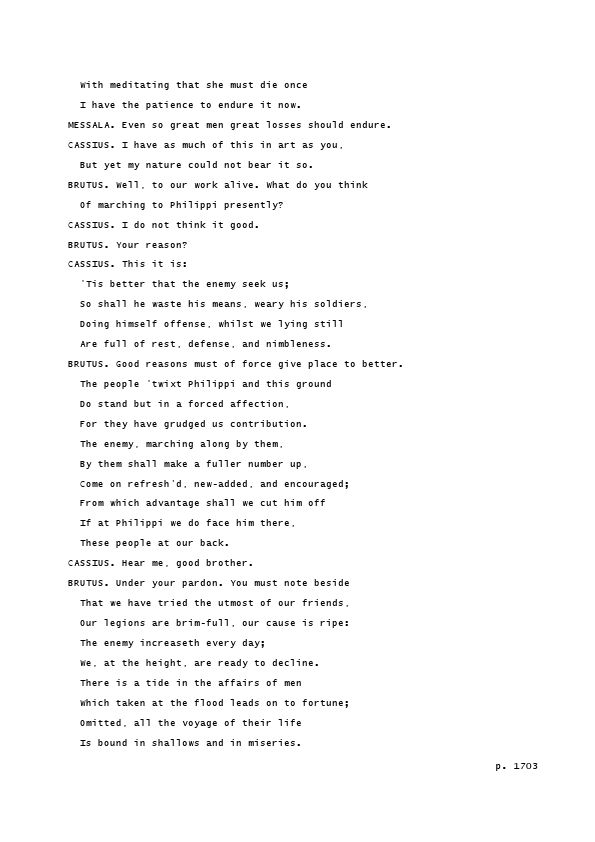 With meditating that she must die once
I have the patience to endure it now.
MESSALA. Even so great men great losses should endure.
CASSIUS. I have as much of this in art as you,
But yet my nature could not bear it so.
BRUTUS. Well, to our work alive. What do you think
Of marching to Philippi presently?
CASSIUS. I do not think it good.
BRUTUS. Your reason?
CASSIUS. This it is:
'Tis better that the enemy seek us;
So shall he waste his means, weary his soldiers,
Doing himself offense, whilst we lying still
Are full of rest, defense, and nimbleness.
BRUTUS. Good reasons must of force give place to better.
The people 'twixt Philippi and this ground
Do stand but in a forced affection,
For they have grudged us contribution.
The enemy, marching along by them,
By them shall make a fuller number up,
Come on refresh'd, new-added, and encouraged;
From which advantage shall we cut him off
If at Philippi we do face him there,
These people at our back.
CASSIUS. Hear me, good brother.
BRUTUS. Under your pardon. You must note beside
That we have tried the utmost of our friends,
Our legions are brim-full, our cause is ripe:
The enemy increaseth every day;
We, at the height, are ready to decline.
There is a tide in the affairs of men
Which taken at the flood leads on to fortune;
Omitted, all the voyage of their life
Is bound in shallows and in miseries.
p. 1703